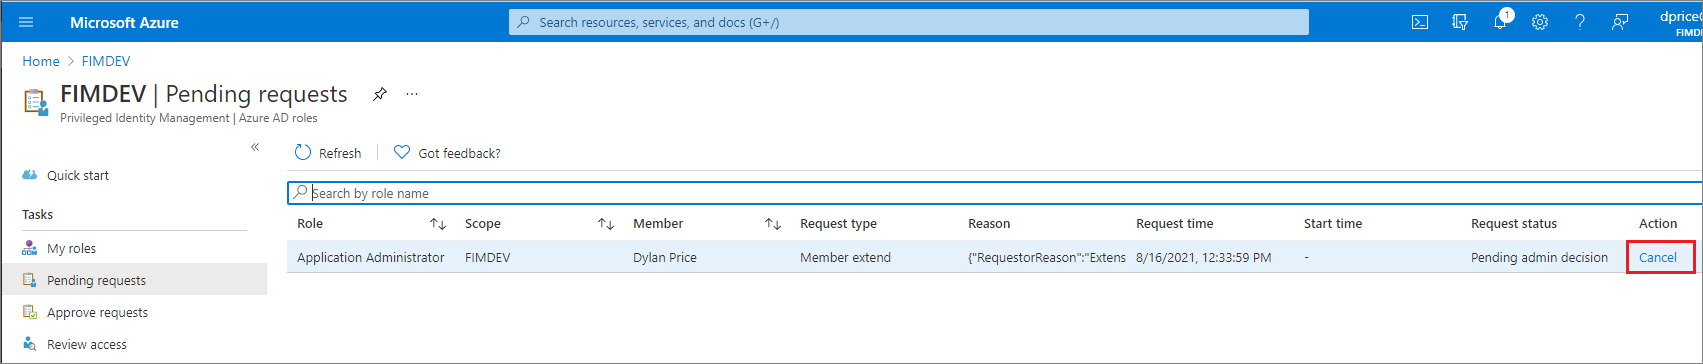 Microsoft Azure
Search resources, services, and docs (G+/)
1
dprice@
FIMDE
Home > FIMDEV
FIMDEV | Pending requests
Privileged Identity Management | Azure AD roles
Refresh
Got feedback?
Quick start
Search by role name
Tasks
Role Scope Member Request type Reason Request time Start time Request status Action
My roles
Application Administrator FIMDEV Dylan Price Member extend {"RequestorReason":"Extens 8/16/2021, 12:33:59 PM - Pending admin decision Cancel
Pending requests
Approve requests
Review access